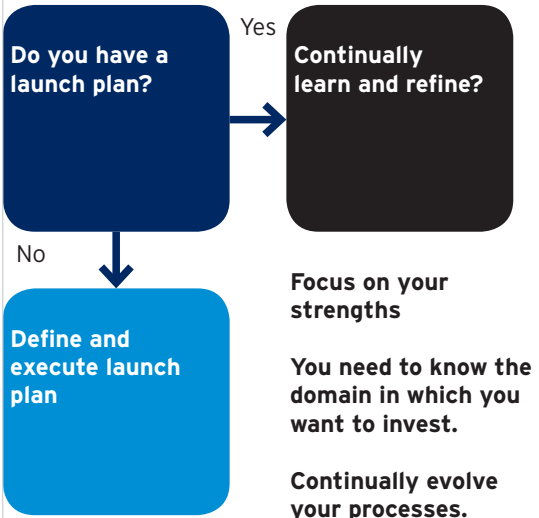 Do you have a
launch plan?
Yes
Continually
learn and refine?
No
Define and
execute launch
plan
Focus on your
strengths
You need to know the
domain in which you
want to invest.
Continually evolve
your processes.